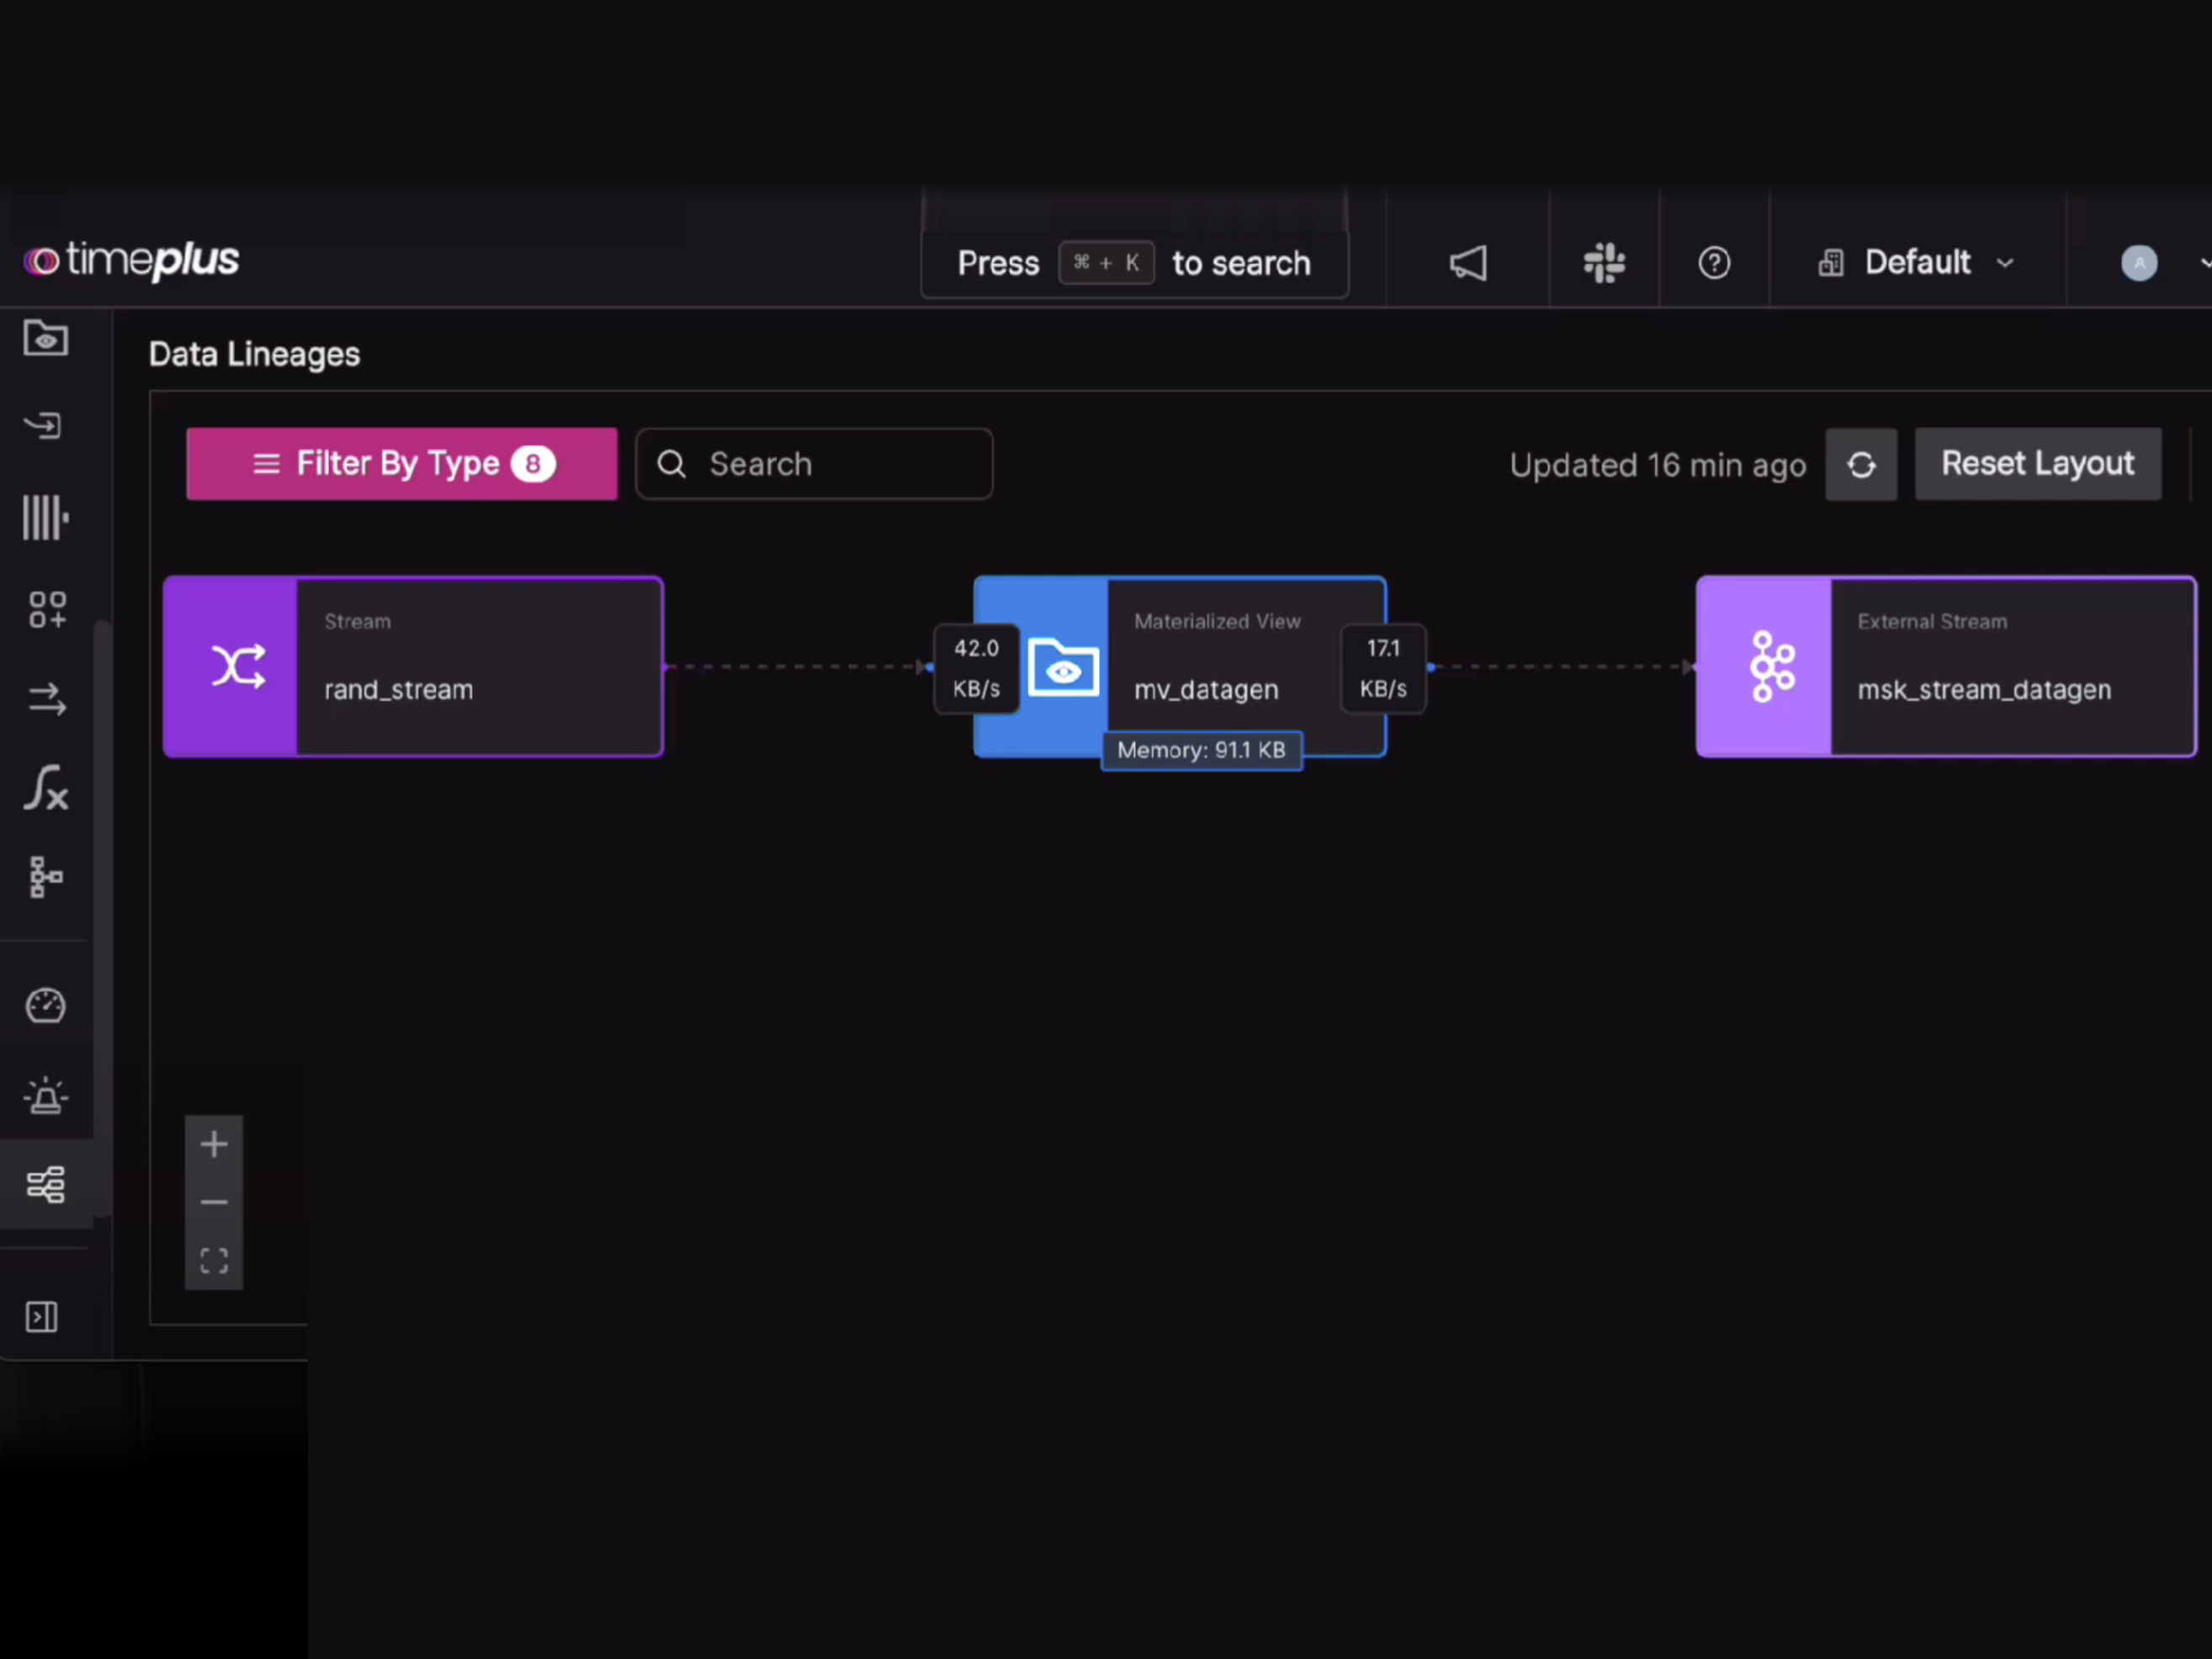 timeplus
Press ⌘ + K to search
Default
A
Data Lineages
Filter By Type 8
Search
Updated 16 min ago
Reset Layout
Stream
rand_stream
42.0
KB/s
Materialized View
mv_datagen
Memory: 91.1 KB
17.1
KB/s
External Stream
msk_stream_datagen